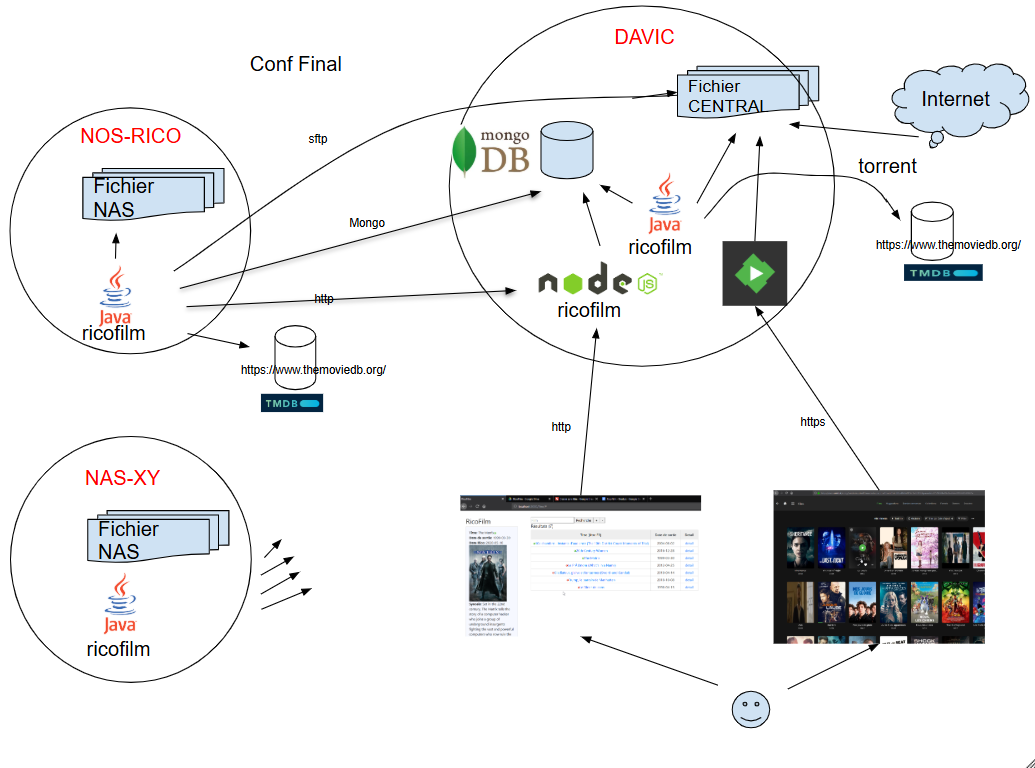 DAVIC
Conf Final
Fichier
CENTRAL
Internet
NOS-RICO
sftp
mongo
DB
torrent
Fichier
NAS
Mongo
Java
ricofilm
https://www.themoviedb.org/
TMDB
node
JS
ricofilm
http
Java
ricofilm
https://www.themoviedb.org/
TMDB
http
https
NAS-XY
Fichier
NAS
Java
ricofilm
RicoFilm